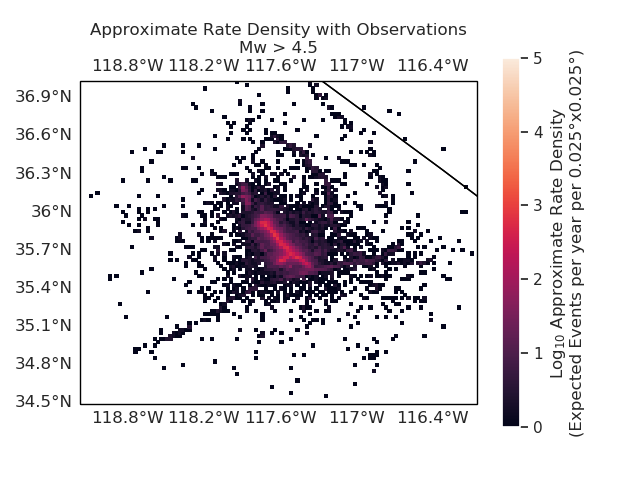 Approximate Rate Density with Observations
Mw > 4.5
118.8°W 118.2°W 117.6°W 117°W 116.4°W
36.9°N
36.6°N
36.3°N
36°N
35.7°N
35.4°N
35.1°N
34.8°N
34.5°N
118.8°W 118.2°W 117.6°W 117°W 116.4°W
5
4
3
2
1
0
Log₁₀ Approximate Rate Density
(Expected Events per year per 0.025°x0.025°)